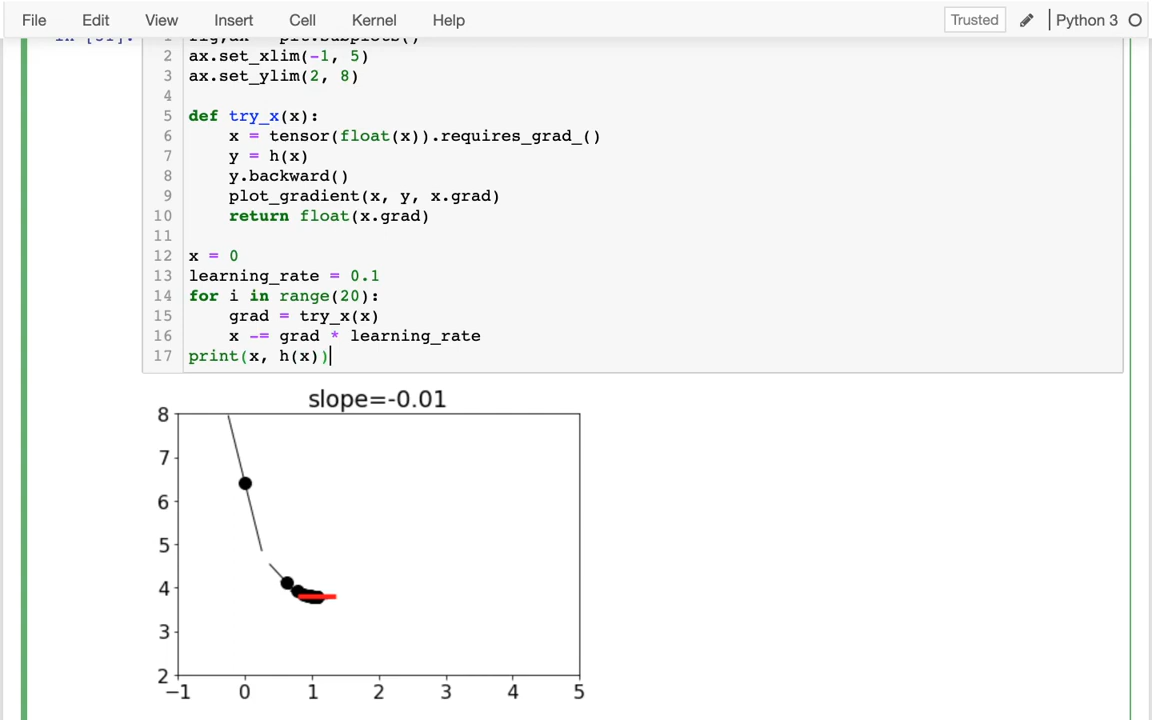 File Edit View Insert Cell Kernel Help Trusted Python 3
2 ax.set_xlim(-1, 5)
3 ax.set_ylim(2, 8)
4
5 def try_x(x):
6     x = tensor(float(x)).requires_grad_()
7     y = h(x)
8     y.backward()
9     plot_gradient(x, y, x.grad)
10     return float(x.grad)
11
12 x = 0
13 learning_rate = 0.1
14 for i in range(20):
15     grad = try_x(x)
16     x -= grad * learning_rate
17 print(x, h(x))
slope=-0.01
8
7
6
5
4
3
2
−1 0 1 2 3 4 5